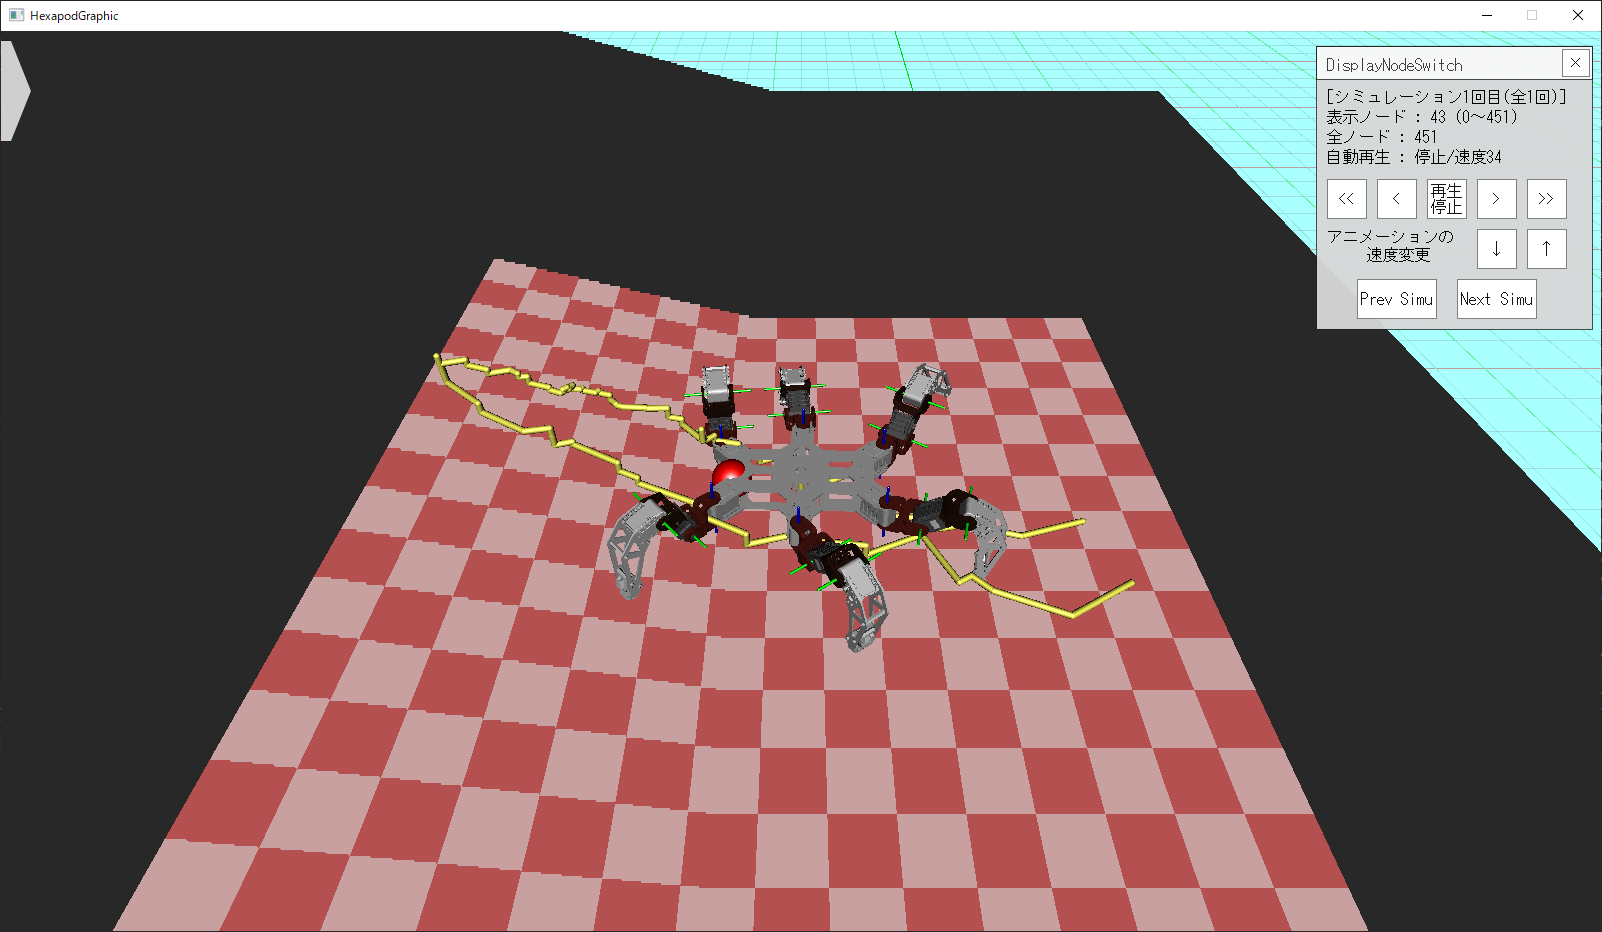 HexapodGraphic
DisplayNodeSwitch
[シミュレーション1回目(全1回)]
表示ノード : 43 (0～451)
全ノード : 451
自動再生 : 停止/速度34
<< < 再生 > >>
停止
アニメーションの
速度変更 ↓ ↑
Prev Simu Next Simu